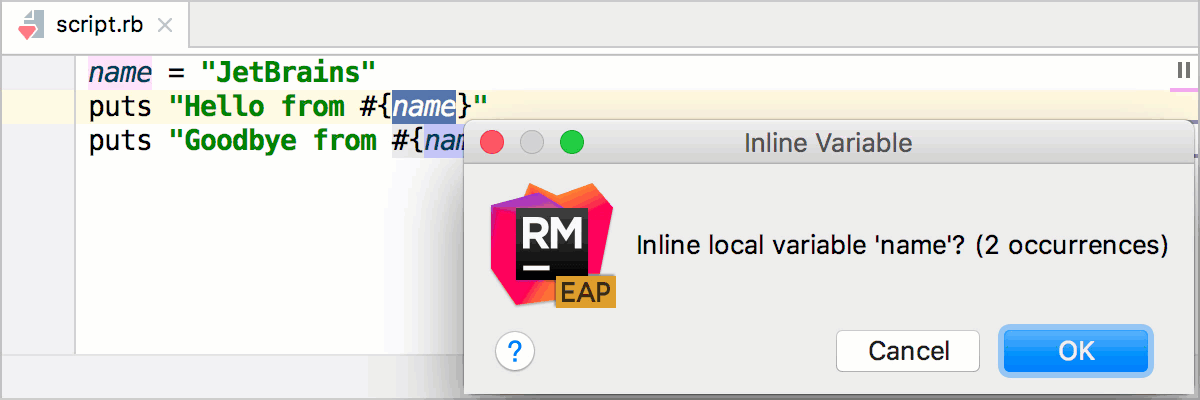 script.rb
name = "JetBrains"
puts "Hello from #{name}"
puts "Goodbye from #{
Inline Variable
RM
EAP
Inline local variable 'name'? (2 occurrences)
?
Cancel
OK